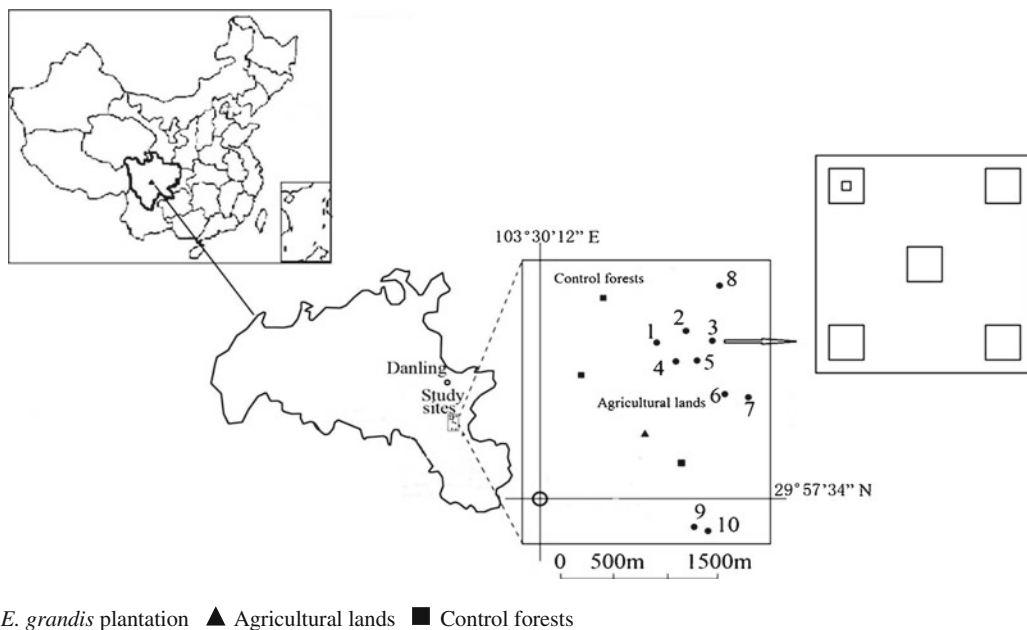 103°30'12" E
Control forests
8
2
1
3
4
5
Danling
Study
sites
6
Agricultural lands
7
29°57'34" N
9
10
0 500m 1500m
E. grandis plantation ▲ Agricultural lands ■ Control forests